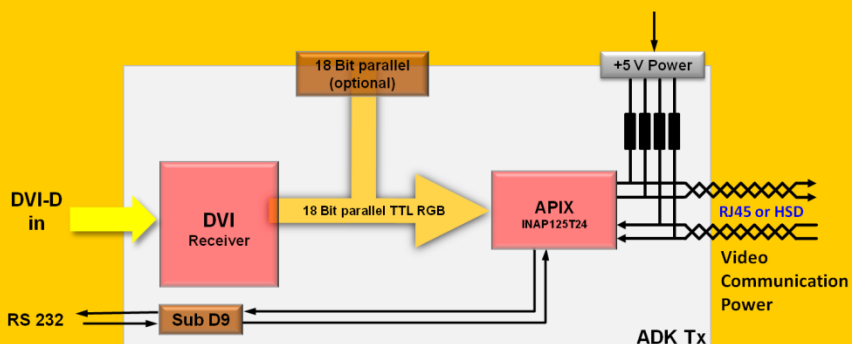 18 Bit parallel
(optional)
+5 V Power
DVI-D
in
DVI
Receiver
18 Bit parallel TTL RGB
APIX
INAP125T24
RJ45 or HSD
Video
Communication
Power
RS 232
Sub D9
ADK Tx